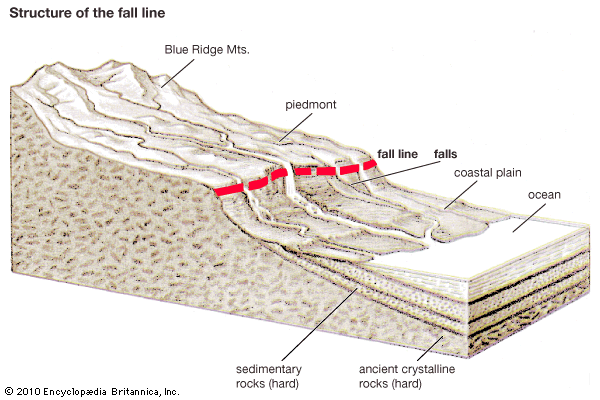 Structure of the fall line
Blue Ridge Mts.
piedmont
fall line
falls
coastal plain
ocean
sedimentary
rocks (hard)
ancient crystalline
rocks (hard)
© 2010 Encyclopædia Britannica, Inc.